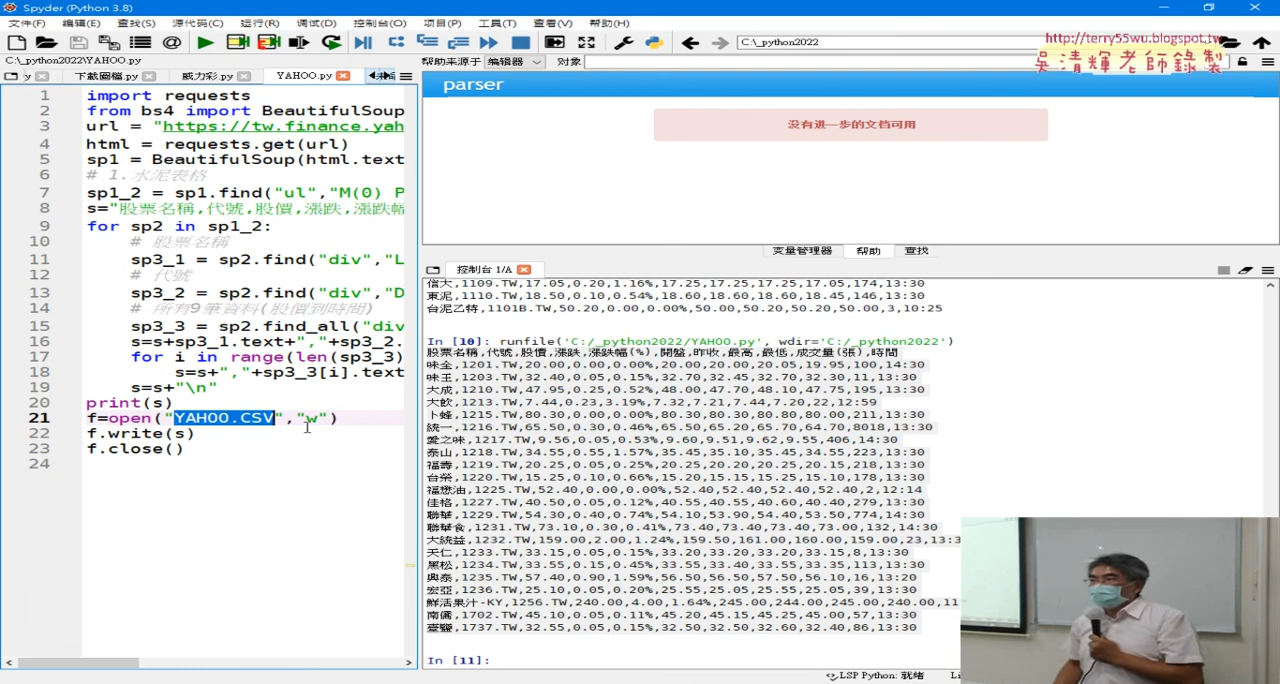 Spyder (Python 3.8)
文件(F) 编辑(E) 查找(S) 源代码(C) 运行(R) 调试(D) 控制台(O) 项目(P) 工具(T) 查看(V) 帮助(H)
C:\_python2022
http://terry55wu.blogspot.tw
吳清輝老師錄製
C:\_python2022\YAHOO.py
帮助来源于 编辑器 对象
y 下載圖檔.py 威力彩.py YAHOO.py
parser
没有进一步的文档可用
1 import requests
2 from bs4 import BeautifulSoup
3 url = "https://tw.finance.yah
4 html = requests.get(url)
5 sp1 = BeautifulSoup(html.text
6 # 1.水泥表格
7 sp1_2 = sp1.find("ul","M(0) P
8 s="股票名稱,代號,股價,漲跌,漲跌幅
9 for sp2 in sp1_2:
10 # 股票名稱
11 sp3_1 = sp2.find("div","L
12 # 代號
13 sp3_2 = sp2.find("div","D
14 # 所有9筆資料(股價到時間)
15 sp3_3 = sp2.find_all("div
16 s=s+sp3_1.text+","+sp3_2.
17 for i in range(len(sp3_3)
18 s=s+","+sp3_3[i].text
19 s=s+"\n"
20 print(s)
21 f=open("YAHOO.CSV","w")
22 f.write(s)
23 f.close()
24
变量管理器 帮助 查找
控制台 1/A
信大,1109.TW,17.05,0.20,1.16%,17.25,17.25,17.25,17.05,174,13:30
東泥,1110.TW,18.50,0.10,0.54%,18.60,18.60,18.60,18.45,146,13:30
台泥乙特,1101B.TW,50.20,0.00,0.00%,50.00,50.20,50.20,50.00,3,10:25
In [10]: runfile('C:/_python2022/YAHOO.py', wdir='C:/_python2022')
股票名稱,代號,股價,漲跌,漲跌幅(%),開盤,昨收,最高,最低,成交量(張),時間
味全,1201.TW,20.00,0.00,0.00%,20.00,20.00,20.05,19.95,100,14:30
味王,1203.TW,32.40,0.05,0.15%,32.70,32.45,32.70,32.30,11,13:30
大成,1210.TW,47.95,0.25,0.52%,48.00,47.70,48.10,47.75,195,13:30
大飲,1213.TW,7.44,0.23,3.19%,7.32,7.21,7.44,7.20,22,12:59
卜蜂,1215.TW,80.30,0.00,0.00%,80.30,80.30,80.80,80.00,211,13:30
統一,1216.TW,65.50,0.30,0.46%,65.50,65.20,65.70,64.70,8018,13:30
愛之味,1217.TW,9.56,0.05,0.53%,9.60,9.51,9.62,9.55,406,14:30
泰山,1218.TW,34.55,0.55,1.57%,35.45,35.10,35.45,34.55,223,13:30
福壽,1219.TW,20.25,0.05,0.25%,20.25,20.20,20.25,20.15,218,13:30
台榮,1220.TW,15.25,0.10,0.66%,15.20,15.15,15.25,15.10,178,13:30
福懋油,1225.TW,52.40,0.00,0.00%,52.40,52.40,52.40,52.40,2,12:14
佳格,1227.TW,40.50,0.05,0.12%,40.55,40.55,40.60,40.40,279,13:30
聯華,1229.TW,54.30,0.40,0.74%,54.10,53.90,54.40,53.50,774,14:30
聯華食,1231.TW,73.10,0.30,0.41%,73.40,73.40,73.40,73.00,132,14:30
大統益,1232.TW,159.00,2.00,1.24%,159.50,161.00,160.00,159.00,23,13:3
天仁,1233.TW,33.15,0.05,0.15%,33.20,33.20,33.20,33.15,8,13:30
黑松,1234.TW,33.55,0.15,0.45%,33.55,33.40,33.55,33.35,113,13:30
興泰,1235.TW,57.40,0.90,1.59%,56.50,56.50,57.50,56.10,16,13:20
宏亞,1236.TW,25.10,0.05,0.20%,25.55,25.05,25.55,25.05,39,13:30
鮮活果汁-KY,1256.TW,240.00,4.00,1.64%,245.00,244.00,245.00,240.00,11
南僑,1702.TW,45.10,0.05,0.11%,45.20,45.15,45.25,45.00,57,13:30
臺鹽,1737.TW,32.55,0.05,0.15%,32.50,32.50,32.60,32.40,86,13:30
In [11]:
LSP Python: 就绪 Li